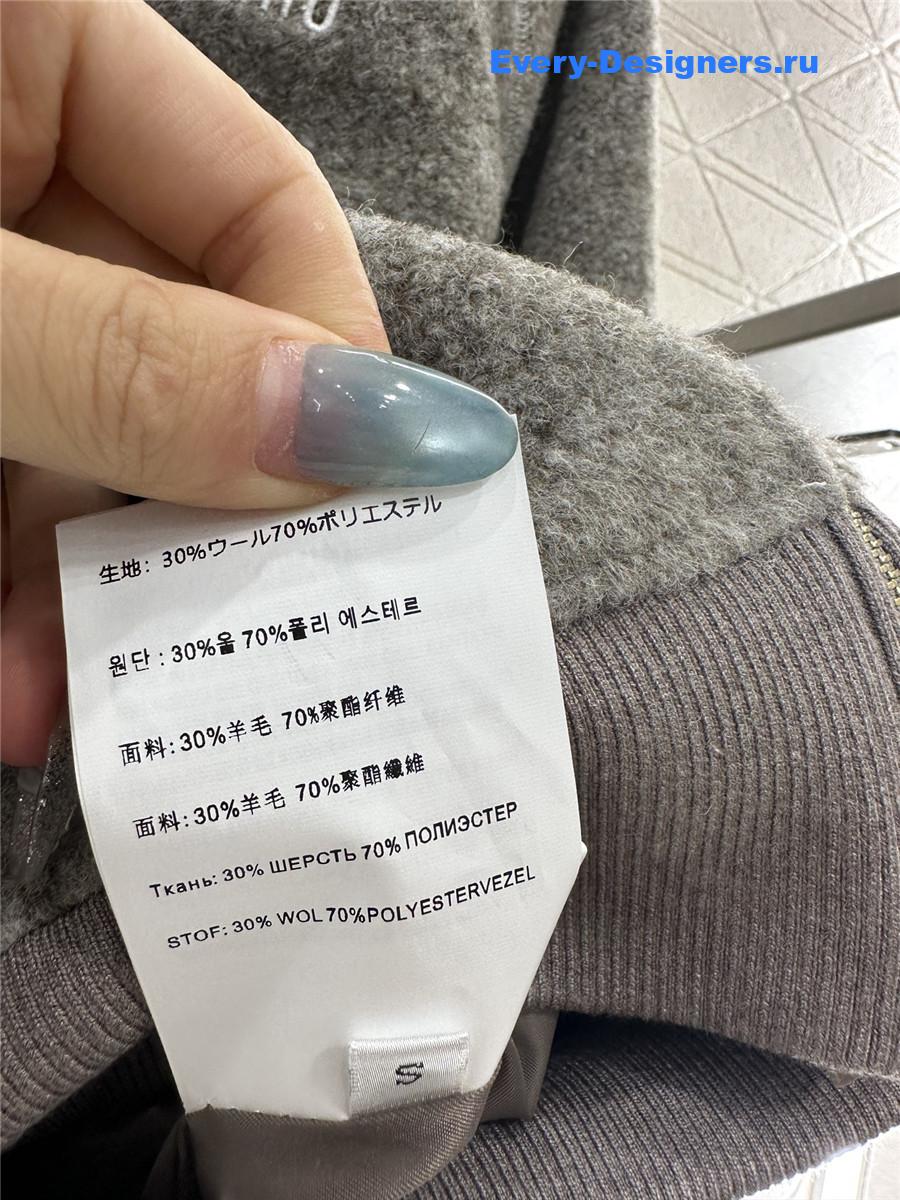 Every-Designers.ru
生地: 30%ウール70%ポリエステル
원단 : 30%울 70%폴리 에스테르
面料: 30%羊毛 70%聚酯纤维
面料: 30%羊毛 70%聚酯纖維
Ткань: 30% ШЕРСТЬ 70% ПОЛИЭСТЕР
STOF: 30% WOL 70%POLYESTERVEZEL
S